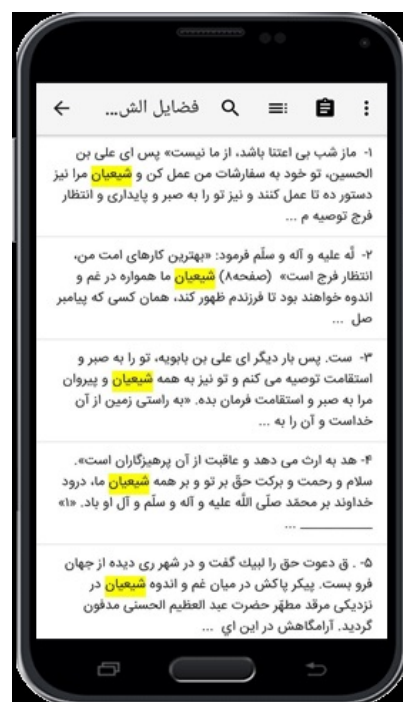 فضایل الش...
۱- ماز شب بی اعتنا باشد، از ما نیست» پس ای علی بن
الحسین، تو خود به سفارشات من عمل کن و شیعیان مرا نیز
دستور ده تا عمل کنند و نیز تو را به صبر و پایداری و انتظار
فرج توصیه م ...
۲- لّه علیه و آله و سلّم فرمود: «بهترین کارهای امت من،
انتظار فرج است» (صفحه۸) شیعیان ما همواره در غم و
اندوه خواهند بود تا فرزندم ظهور کند، همان کسی که پیامبر
صل ...
۳- ست. پس بار دیگر ای علی بن بابویه، تو را به صبر و
استقامت توصیه می کنم و تو نیز به همه شیعیان و پیروان
مرا به صبر و استقامت فرمان بده. «به راستی زمین از آن
خداست و آن را به ...
۴- هد به ارث می دهد و عاقبت از آن پرهیزگاران است».
سلام و رحمت و برکت حقّ بر تو و بر همه شیعیان ما، درود
خداوند بر محمّد صلّی اللَّه علیه و آله و سلّم و آل او باد. «۱»
__________ ...
۵- . ق دعوت حق را لبیك گفت و در شهر ری دیده از جهان
فرو بست. پیکر پاکش در میان غم و اندوه شیعیان در
نزدیکی مرقد مطهّر حضرت عبد العظیم الحسنی مدفون
گردید. آرامگاهش در این اي ...